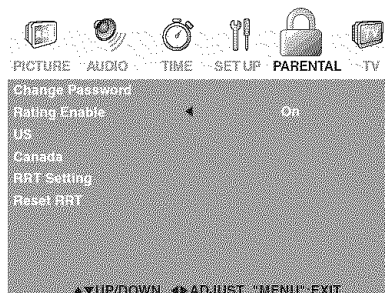 PICTURE AUDIO TIME SET UP PARENTAL TV
Change Password
Rating Enable ◀ On
US
Canada
RRT Setting
Reset RRT
▲▼UP/DOWN ◀▶ADJUST "MENU":EXIT